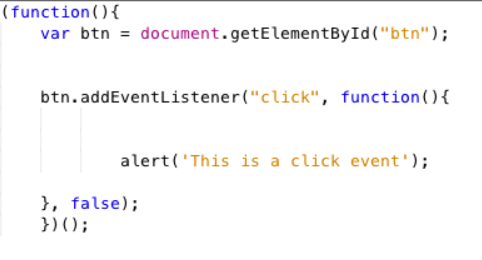 (function(){
var btn = document.getElementById("btn");
btn.addEventListener("click", function(){
alert('This is a click event');
}, false);
})();